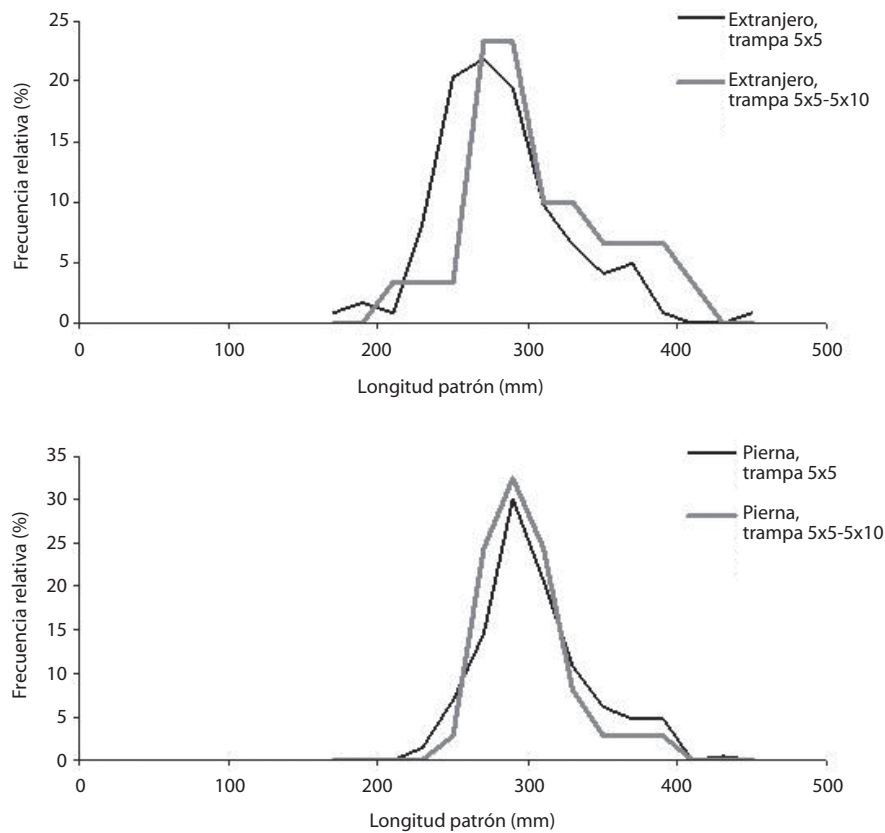 25
20
15
10
5
0
Frecuencia relativa (%)
Extranjero,
trampa 5x5
Extranjero,
trampa 5x5-5x10
0 100 200 300 400 500
Longitud patrón (mm)
35
30
25
20
15
10
5
0
Frecuencia relativa (%)
Pierna,
trampa 5x5
Pierna,
trampa 5x5-5x10
0 100 200 300 400 500
Longitud patrón (mm)